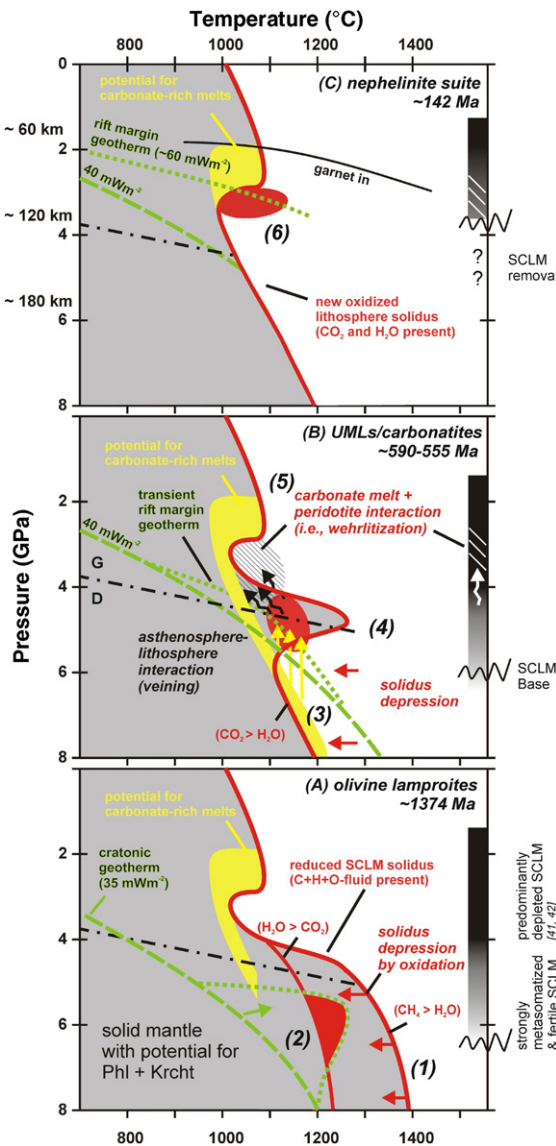 Temperature (°C)
800 1000 1200 1400
0
2
4
6
8
~ 60 km
~ 120 km
~ 180 km
(C) nephelinite suite
~142 Ma
potential for
carbonate-rich melts
rift margin
geotherm (~60 mWm-2)
40 mWm-2
garnet in
(6)
new oxidized
lithosphere solidus
(CO2 and H2O present)
?
?
SCLM
remova
Pressure (GPa)
2
4
6
8
(B) UMLs/carbonatites
~590-555 Ma
potential for
carbonate-rich melts
(5)
transient
rift margin
geotherm
carbonate melt +
peridotite interaction
(i.e., wehrlitization)
40 mWm-2
G
D
(4)
asthenosphere-
lithosphere
interaction
(veining)
solidus
depression
(3)
(CO2 > H2O)
SCLM
Base
2
4
6
8
(A) olivine lamproites
~1374 Ma
potential for
carbonate-rich melts
cratonic
geotherm
(35 mWm-2)
reduced SCLM solidus
(C+H+O-fluid present)
(H2O > CO2)
solidus
depression
by oxidation
(CH4 > H2O)
(2)
(1)
solid mantle
with potential for
Phl + Krcht
predominantly
depleted SCLM
[41, 42]
strongly
metasomatized
& fertile SCLM
800 1000 1200 1400